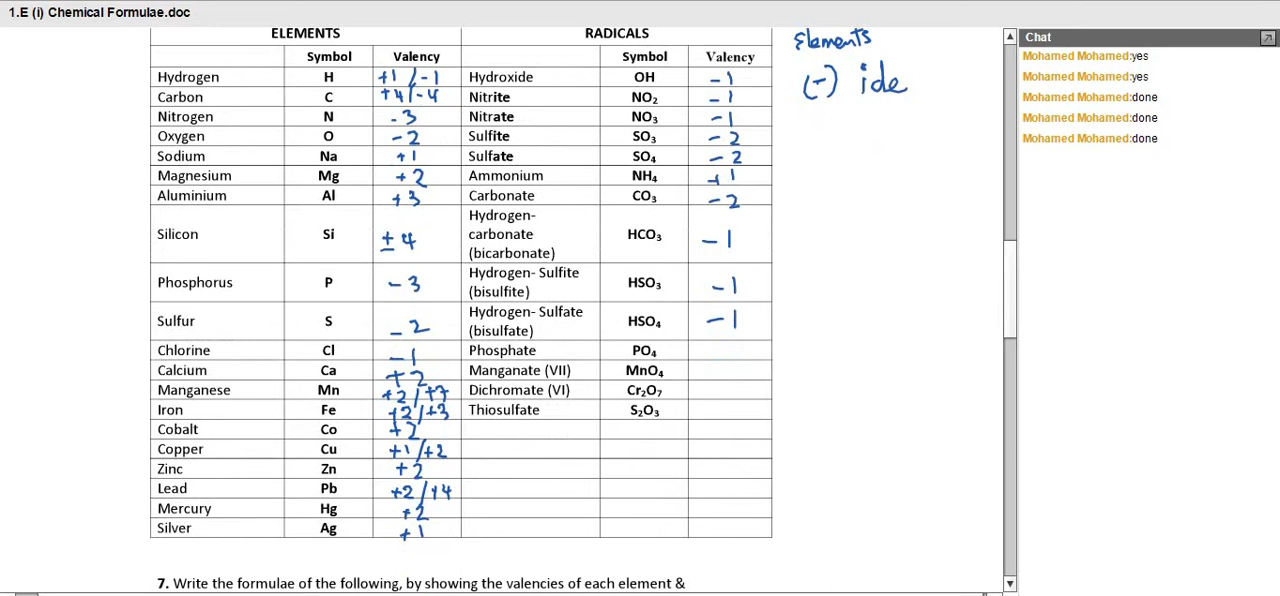 1.E (i) Chemical Formulae.doc
ELEMENTS RADICALS
Symbol Valency Symbol Valency
Hydrogen H +1 / -1 Hydroxide OH -1
Carbon C +4/-4 Nitrite NO₂ -1
Nitrogen N -3 Nitrate NO₃ -1
Oxygen O -2 Sulfite SO₃ -2
Sodium Na +1 Sulfate SO₄ -2
Magnesium Mg +2 Ammonium NH₄ +1
Aluminium Al +3 Carbonate CO₃ -2
Silicon Si ±4 Hydrogen-
carbonate
(bicarbonate) HCO₃ -1
Phosphorus P -3 Hydrogen- Sulfite
(bisulfite) HSO₃ -1
Sulfur S -2 Hydrogen- Sulfate
(bisulfate) HSO₄ -1
Chlorine Cl -1 Phosphate PO₄
Calcium Ca +2 Manganate (VII) MnO₄
Manganese Mn +2/+7 Dichromate (VI) Cr₂O₇
Iron Fe +2/+3 Thiosulfate S₂O₃
Cobalt Co +2
Copper Cu +1/+2
Zinc Zn +2
Lead Pb +2/+4
Mercury Hg +2
Silver Ag +1
7. Write the formulae of the following, by showing the valencies of each element &
Elements
(-) ide
Chat
Mohamed Mohamed:yes
Mohamed Mohamed:yes
Mohamed Mohamed:done
Mohamed Mohamed:done
Mohamed Mohamed:done